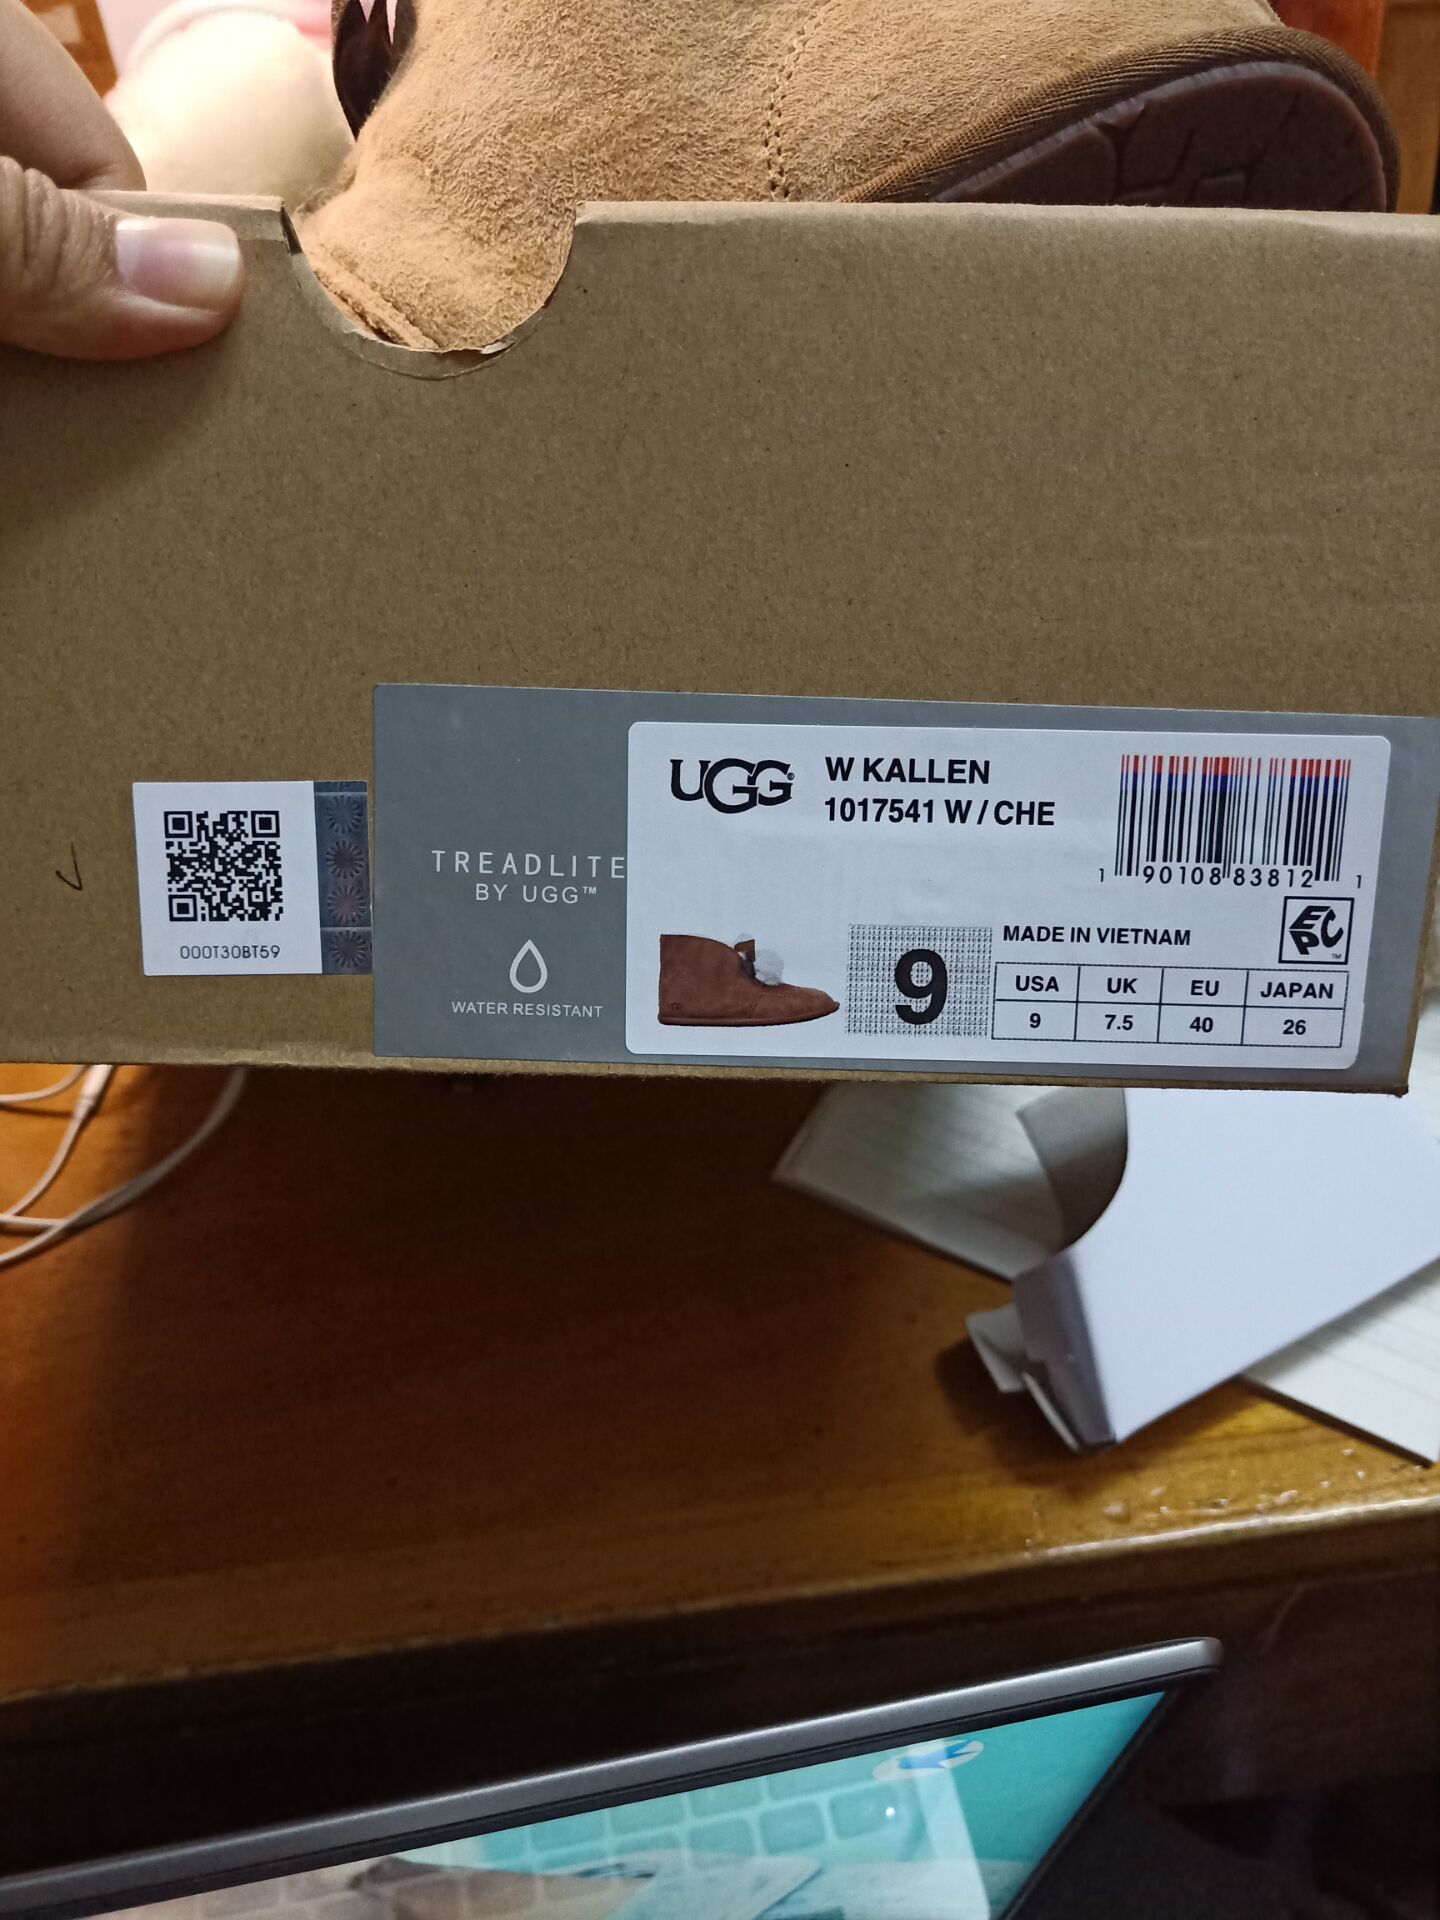 UGG®
W KALLEN
1017541 W / CHE
1 90108 83812 1
TREADLITE
BY UGG™
WATER RESISTANT
000T30BT59
9
MADE IN VIETNAM
EPC™
USA UK EU JAPAN
9 7.5 40 26